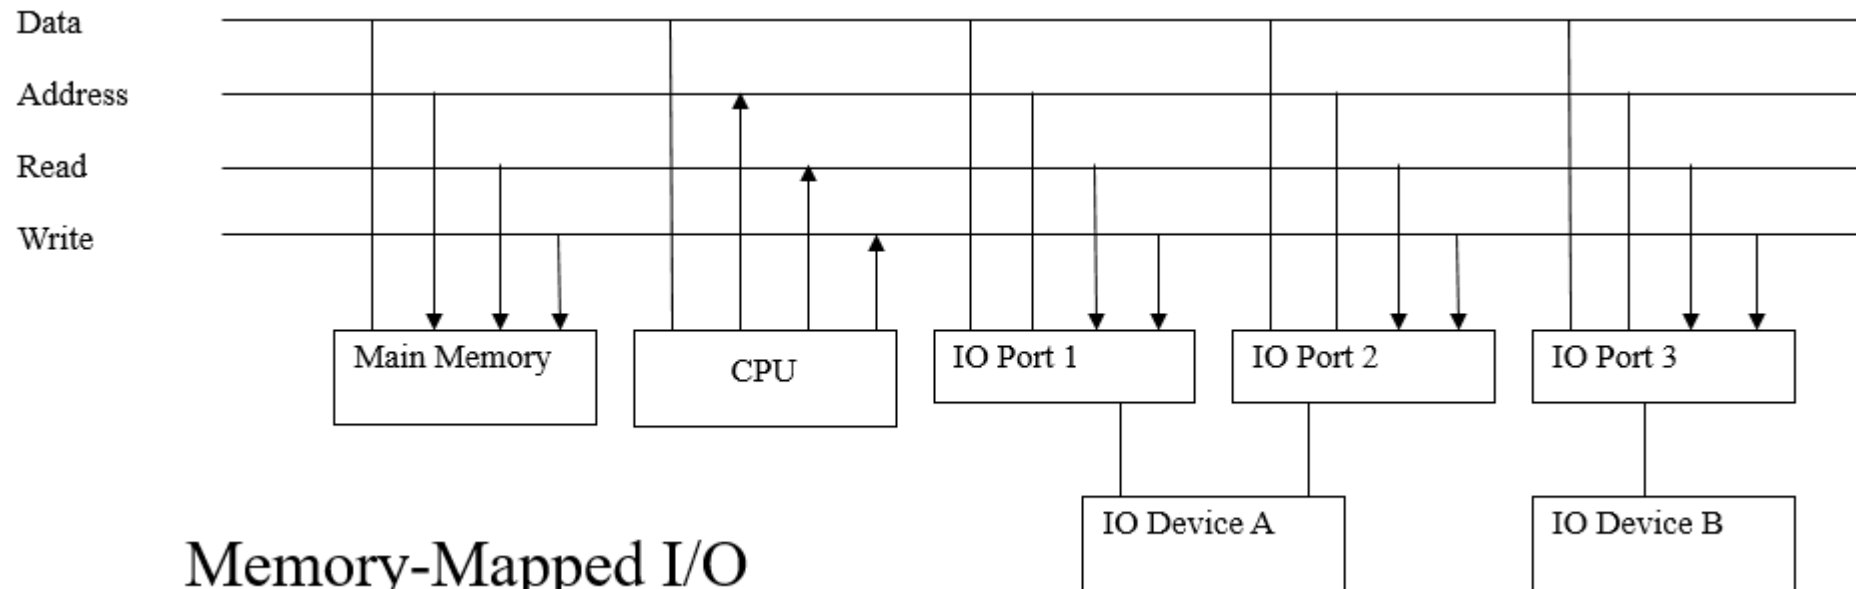 Data
Address
Read
Write
Main Memory
CPU
IO Port 1
IO Port 2
IO Port 3
IO Device A
IO Device B
Memory-Mapped I/O